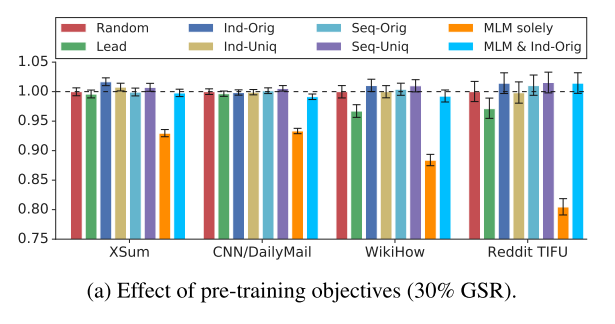 Random Ind-Orig Seq-Orig MLM solely
Lead Ind-Uniq Seq-Uniq MLM & Ind-Orig
1.05
1.00
0.95
0.90
0.85
0.80
0.75
XSum CNN/DailyMail WikiHow Reddit TIFU
(a) Effect of pre-training objectives (30% GSR).